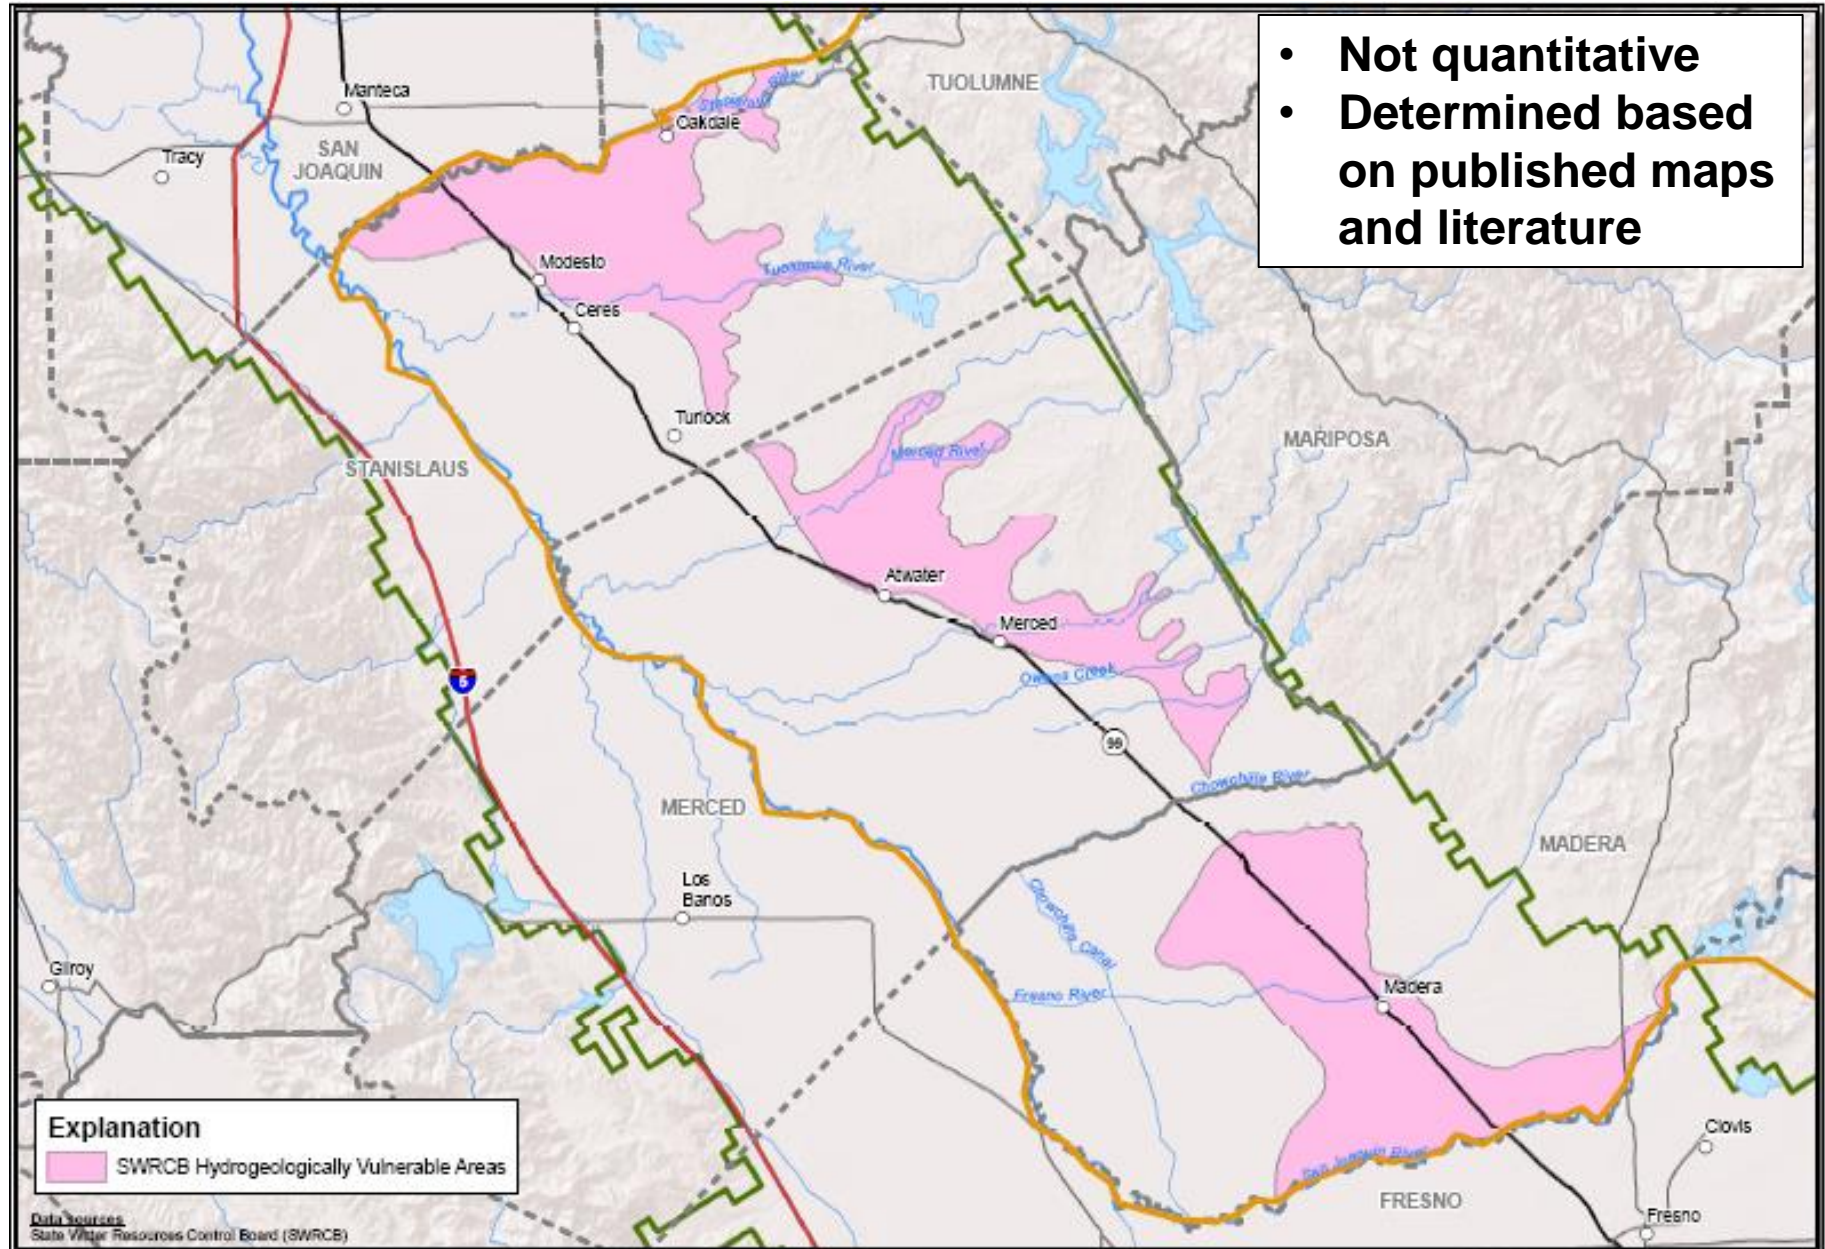 • Not quantitative
• Determined based
on published maps
and literature
TUOLUMNE
Manteca
Stanislaus River
Oakdale
SAN
JOAQUIN
Tracy
Modesto
Tuolumne River
Ceres
Turlock
MARIPOSA
Merced River
STANISLAUS
Atwater
Merced
Owens Creek
5
99
Chowchilla River
MERCED
MADERA
Los
Banos
Chowchilla Canal
Gilroy
Madera
Fresno River
Clovis
San Joaquin River
FRESNO
Fresno
Explanation
SWRCB Hydrogeologically Vulnerable Areas
Data sources
State Water Resources Control Board (SWRCB)